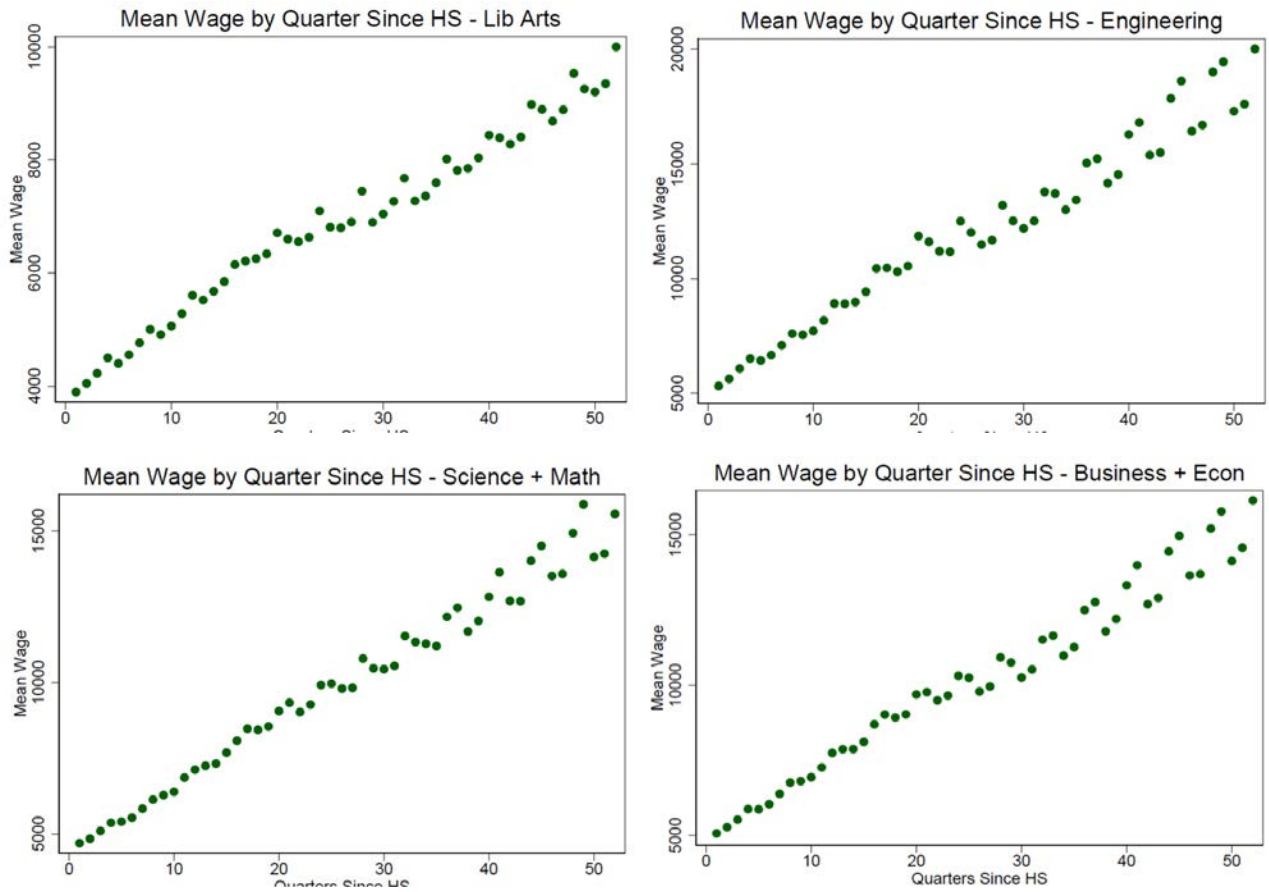 Mean Wage by Quarter Since HS - Lib Arts
Mean Wage
10000
8000
6000
4000
0 10 20 30 40 50
Mean Wage by Quarter Since HS - Engineering
Mean Wage
20000
15000
10000
5000
0 10 20 30 40 50
Mean Wage by Quarter Since HS - Science + Math
Mean Wage
15000
10000
5000
0 10 20 30 40 50
Quarters Since HS
Mean Wage by Quarter Since HS - Business + Econ
Mean Wage
15000
10000
5000
0 10 20 30 40 50
Quarters Since HS